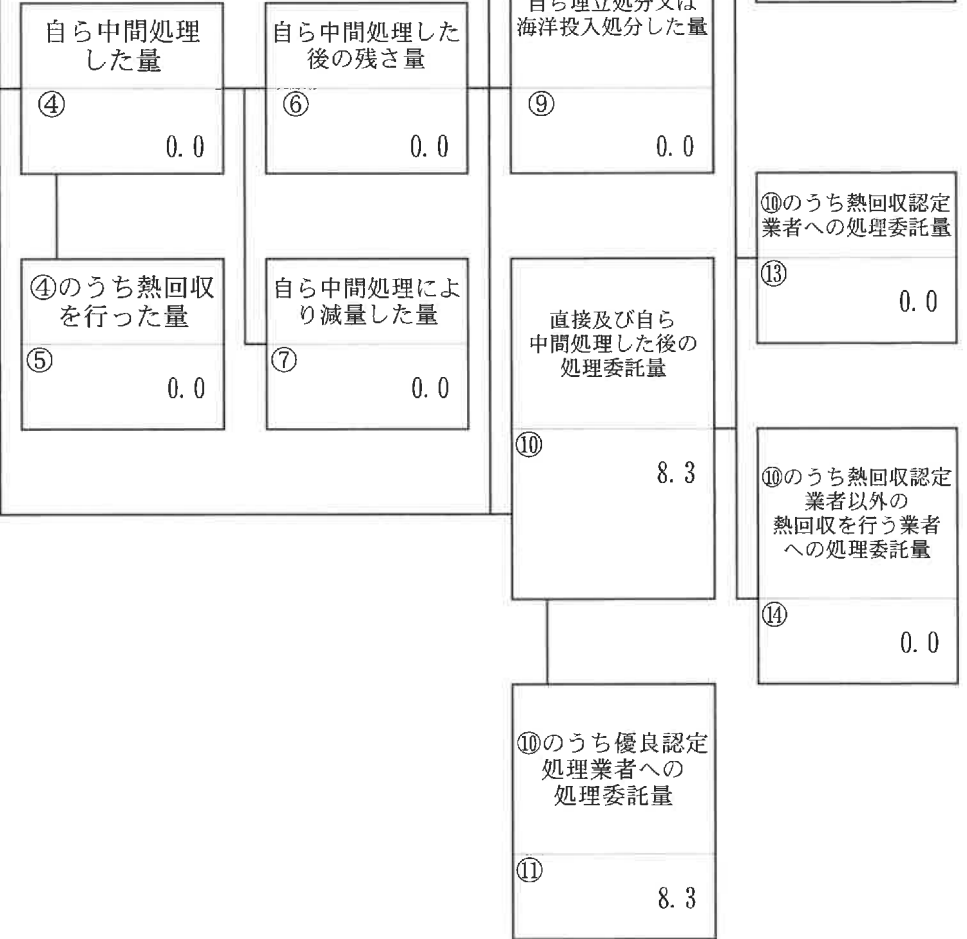 自ら中間処理
した量
④
0.0
自ら中間処理した
後の残さ量
⑥
0.0
自ら埋立処分又は
海洋投入処分した量
⑨
0.0
⑩のうち熱回収認定
業者への処理委託量
⑬
0.0
④のうち熱回収
を行った量
⑤
0.0
自ら中間処理によ
り減量した量
⑦
0.0
直接及び自ら
中間処理した後の
処理委託量
⑩
8.3
⑩のうち熱回収認定
業者以外の
熱回収を行う業者
への処理委託量
⑭
0.0
⑩のうち優良認定
処理業者への
処理委託量
⑪
8.3